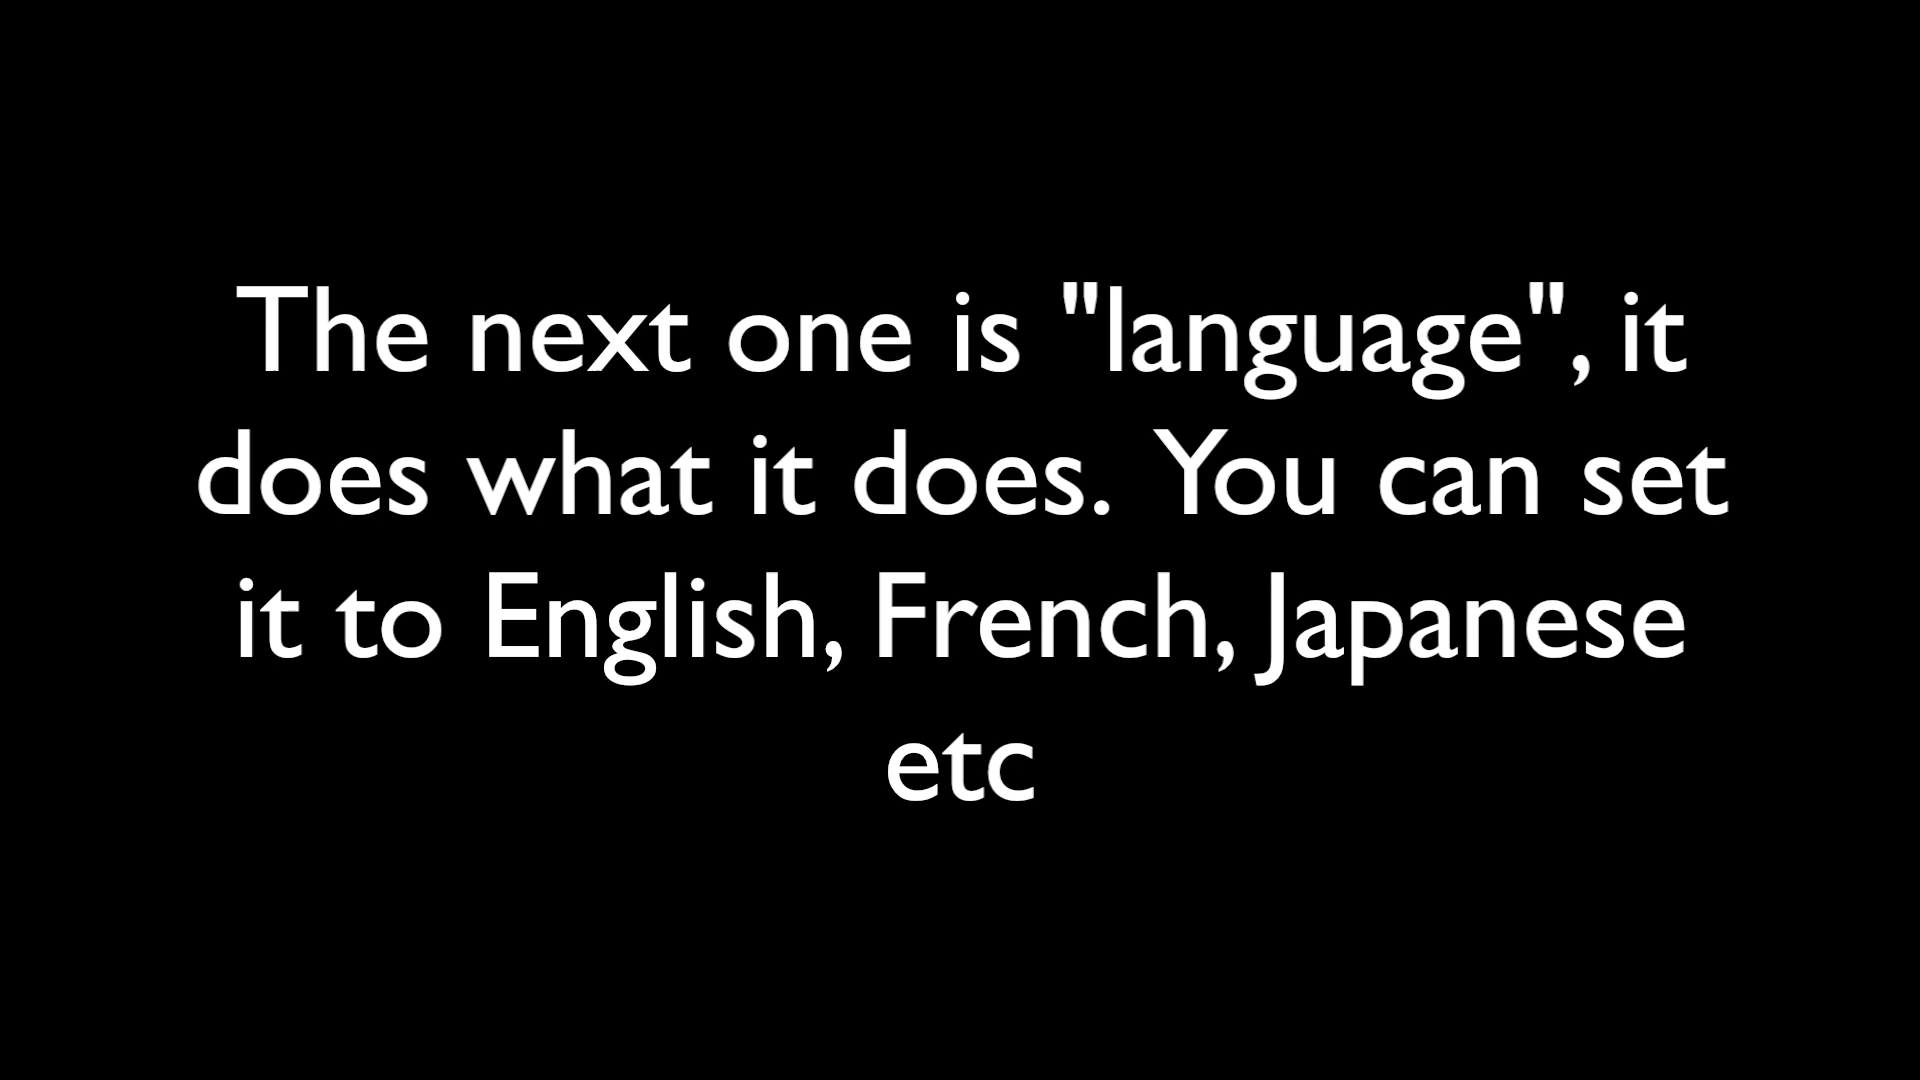 The next one is "language", it
does what it does. You can set
it to English, French, Japanese
etc